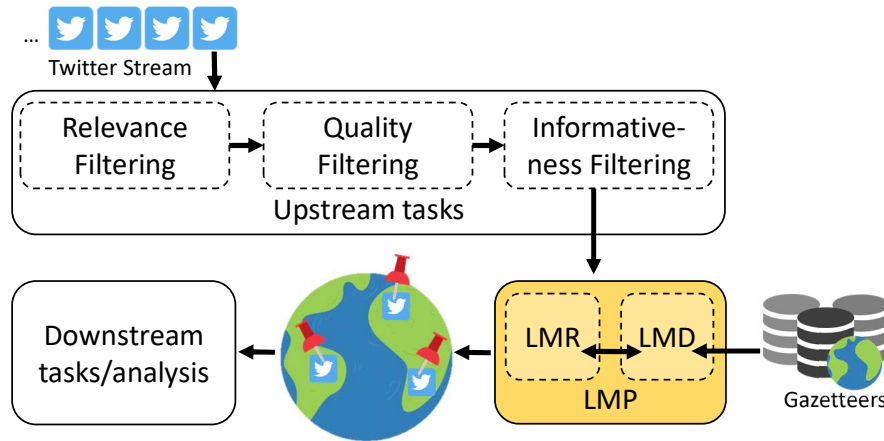 ...
Twitter Stream
Relevance
Filtering
Quality
Filtering
Informative-
ness Filtering
Upstream tasks
Downstream
tasks/analysis
LMR
LMD
LMP
Gazetteers